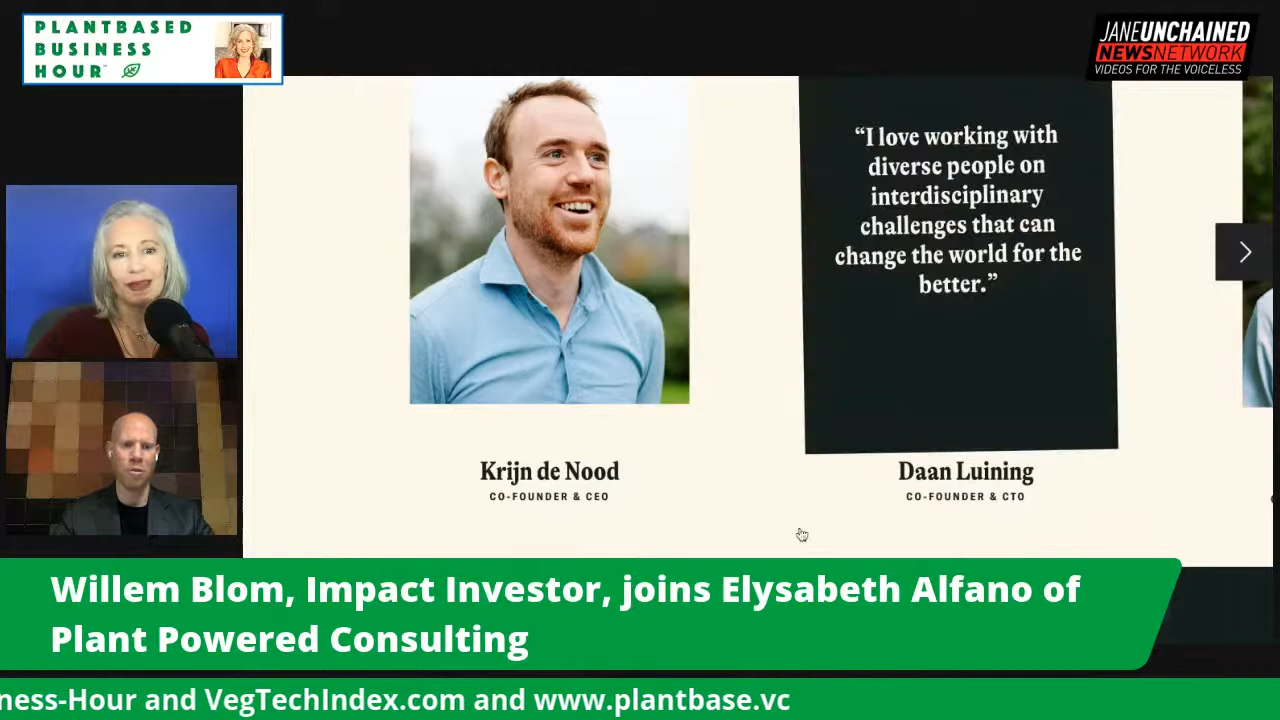 PLANTBASED
BUSINESS
HOUR
JANEUNCHAINED
NEWSNETWORK
VIDEOS FOR THE VOICELESS
“I love working with
diverse people on
interdisciplinary
challenges that can
change the world for the
better.”
Krijn de Nood
CO-FOUNDER & CEO
Daan Luining
CO-FOUNDER & CTO
Willem Blom, Impact Investor, joins Elysabeth Alfano of
Plant Powered Consulting
ness-Hour and VegTechIndex.com and www.plantbase.vc